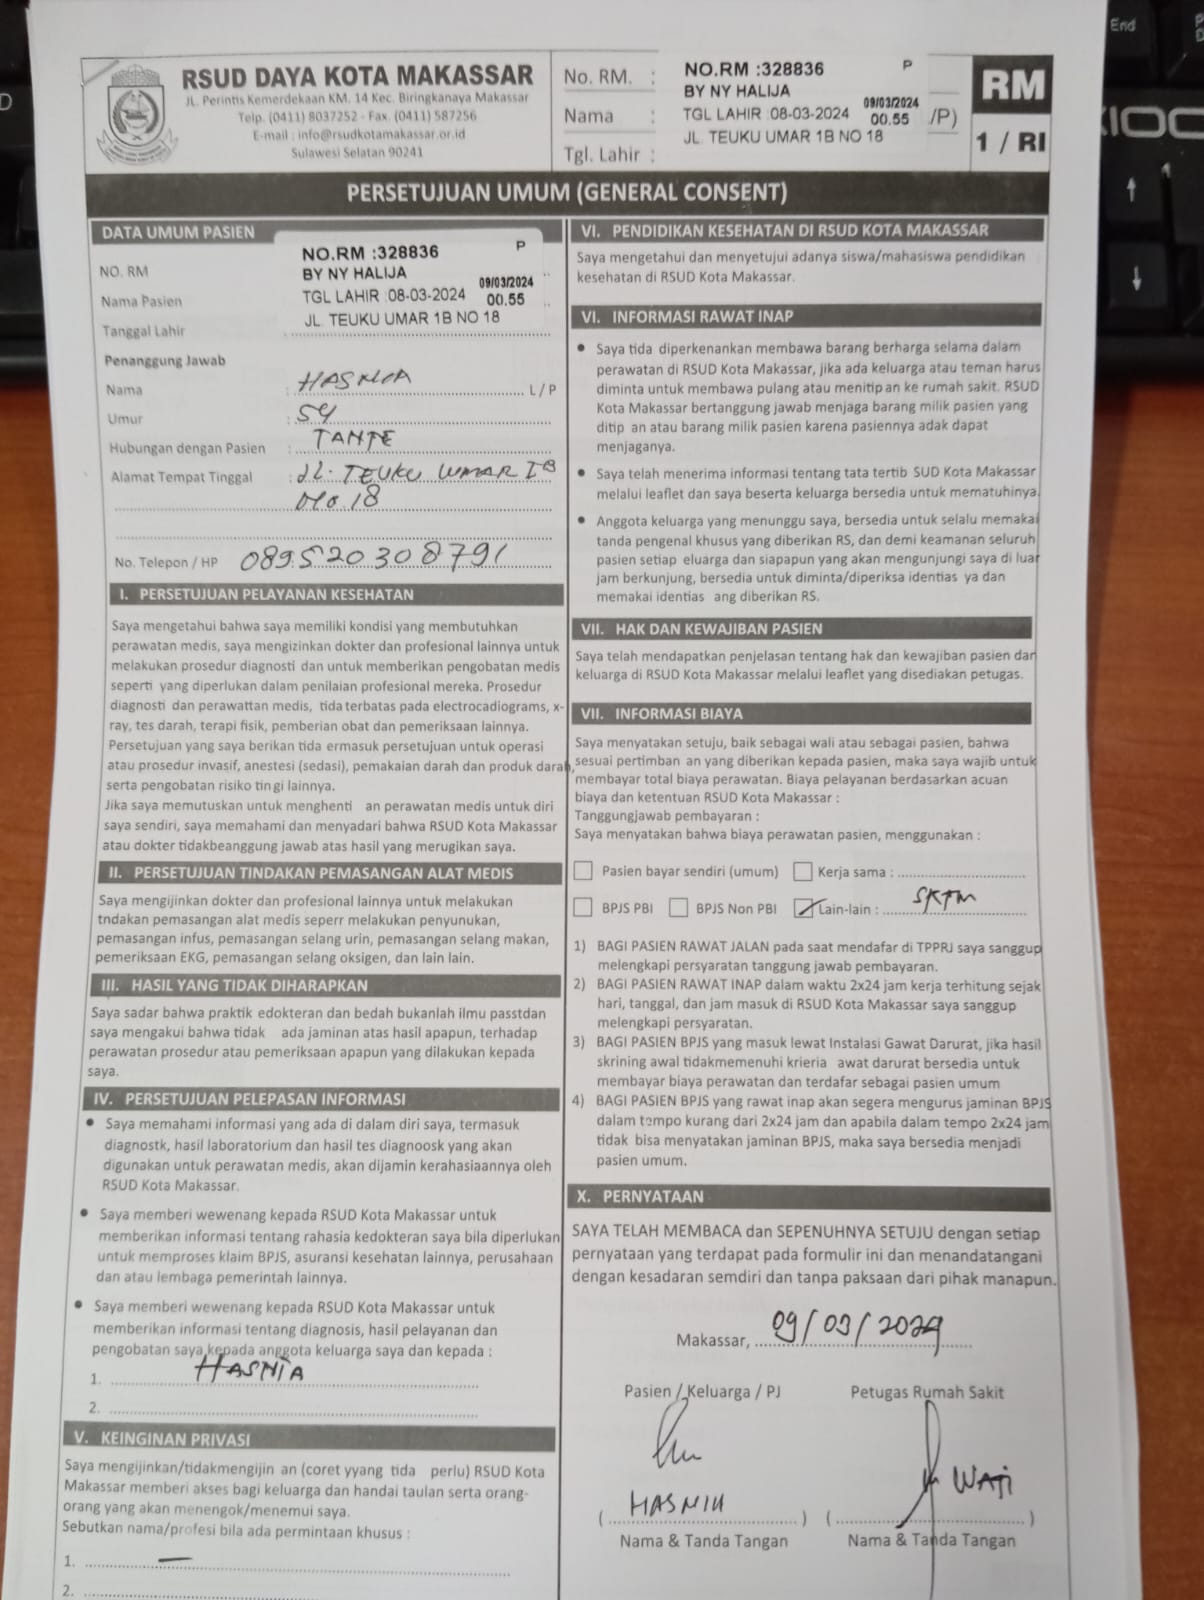 RSUD DAYA KOTA MAKASSAR
JL. Perintis Kemerdekaan KM. 14 Kec. Biringkanaya Makassar
Telp. (0411) 8037252 - Fax. (0411) 587256
E-mail : info@rsudkotamakassar.or.id
Sulawesi Selatan 90241
No. RM. :
Nama :
Tgl. Lahir :
NO.RM :328836 P
BY NY HALIJA
TGL LAHIR :08-03-2024 09/03/2024 00.55
JL. TEUKU UMAR 1B NO 18
/P)
RM
1 / RI
PERSETUJUAN UMUM (GENERAL CONSENT)
DATA UMUM PASIEN
NO. RM
Nama Pasien
Tanggal Lahir
NO.RM :328836 P
BY NY HALIJA
TGL LAHIR :08-03-2024 09/03/2024 00.55
JL. TEUKU UMAR 1B NO 18
Penanggung Jawab
Nama : HASNIA L / P
Umur : 54
Hubungan dengan Pasien : TANTE
Alamat Tempat Tinggal : JL. TEUKU UMAR I B
No. 18
No. Telepon / HP 089520308791
I. PERSETUJUAN PELAYANAN KESEHATAN
Saya mengetahui bahwa saya memiliki kondisi yang membutuhkan
perawatan medis, saya mengizinkan dokter dan profesional lainnya untuk
melakukan prosedur diagnosti dan untuk memberikan pengobatan medis
seperti yang diperlukan dalam penilaian profesional mereka. Prosedur
diagnosti dan perawattan medis, tida terbatas pada electrocadiograms, x-
ray, tes darah, terapi fisik, pemberian obat dan pemeriksaan lainnya.
Persetujuan yang saya berikan tida ermasuk persetujuan untuk operasi
atau prosedur invasif, anestesi (sedasi), pemakaian darah dan produk darah,
serta pengobatan risiko tin gi lainnya.
Jika saya memutuskan untuk menghenti an perawatan medis untuk diri
saya sendiri, saya memahami dan menyadari bahwa RSUD Kota Makassar
atau dokter tidakbeanggung jawab atas hasil yang merugikan saya.
II. PERSETUJUAN TINDAKAN PEMASANGAN ALAT MEDIS
Saya mengijinkan dokter dan profesional lainnya untuk melakukan
tndakan pemasangan alat medis seperr melakukan penyunukan,
pemasangan infus, pemasangan selang urin, pemasangan selang makan,
pemeriksaan EKG, pemasangan selang oksigen, dan lain lain.
III. HASIL YANG TIDAK DIHARAPKAN
Saya sadar bahwa praktik edokteran dan bedah bukanlah ilmu passtdan
saya mengakui bahwa tidak ada jaminan atas hasil apapun, terhadap
perawatan prosedur atau pemeriksaan apapun yang dilakukan kepada
saya.
IV. PERSETUJUAN PELEPASAN INFORMASI
• Saya memahami informasi yang ada di dalam diri saya, termasuk
diagnostk, hasil laboratorium dan hasil tes diagnoosk yang akan
digunakan untuk perawatan medis, akan dijamin kerahasiaannya oleh
RSUD Kota Makassar.
• Saya memberi wewenang kepada RSUD Kota Makassar untuk
memberikan informasi tentang rahasia kedokteran saya bila diperlukan
untuk memproses klaim BPJS, asuransi kesehatan lainnya, perusahaan
dan atau lembaga pemerintah lainnya.
• Saya memberi wewenang kepada RSUD Kota Makassar untuk
memberikan informasi tentang diagnosis, hasil pelayanan dan
pengobatan saya kepada anggota keluarga saya dan kepada :
1. HASNIA
2.
V. KEINGINAN PRIVASI
Saya mengijinkan/tidakmengijin an (coret yyang tida perlu) RSUD Kota
Makassar memberi akses bagi keluarga dan handai taulan serta orang-
orang yang akan menengok/menemui saya.
Sebutkan nama/profesi bila ada permintaan khusus :
1. —
2.
VI. PENDIDIKAN KESEHATAN DI RSUD KOTA MAKASSAR
Saya mengetahui dan menyetujui adanya siswa/mahasiswa pendidikan
kesehatan di RSUD Kota Makassar.
VI. INFORMASI RAWAT INAP
• Saya tida diperkenankan membawa barang berharga selama dalam
perawatan di RSUD Kota Makassar, jika ada keluarga atau teman harus
diminta untuk membawa pulang atau menitip an ke rumah sakit. RSUD
Kota Makassar bertanggung jawab menjaga barang milik pasien yang
ditip an atau barang milik pasien karena pasiennya adak dapat
menjaganya.
• Saya telah menerima informasi tentang tata tertib SUD Kota Makassar
melalui leaflet dan saya beserta keluarga bersedia untuk mematuhinya.
• Anggota keluarga yang menunggu saya, bersedia untuk selalu memakai
tanda pengenal khusus yang diberikan RS, dan demi keamanan seluruh
pasien setiap eluarga dan siapapun yang akan mengunjungi saya di luar
jam berkunjung, bersedia untuk diminta/diperiksa identias ya dan
memakai identias ang diberikan RS.
VII. HAK DAN KEWAJIBAN PASIEN
Saya telah mendapatkan penjelasan tentang hak dan kewajiban pasien dan
keluarga di RSUD Kota Makassar melalui leaflet yang disediakan petugas.
VII. INFORMASI BIAYA
Saya menyatakan setuju, baik sebagai wali atau sebagai pasien, bahwa
sesuai pertimban an yang diberikan kepada pasien, maka saya wajib untuk
membayar total biaya perawatan. Biaya pelayanan berdasarkan acuan
biaya dan ketentuan RSUD Kota Makassar :
Tanggungjawab pembayaran :
Saya menyatakan bahwa biaya perawatan pasien, menggunakan :
Pasien bayar sendiri (umum) Kerja sama :
BPJS PBI BPJS Non PBI Lain-lain : SKTM
1) BAGI PASIEN RAWAT JALAN pada saat mendafar di TPPRJ saya sanggup
melengkapi persyaratan tanggung jawab pembayaran.
2) BAGI PASIEN RAWAT INAP dalam waktu 2x24 jam kerja terhitung sejak
hari, tanggal, dan jam masuk di RSUD Kota Makassar saya sanggup
melengkapi persyaratan.
3) BAGI PASIEN BPJS yang masuk lewat Instalasi Gawat Darurat, jika hasil
skrining awal tidakmemenuhi krieria awat darurat bersedia untuk
membayar biaya perawatan dan terdafar sebagai pasien umum
4) BAGI PASIEN BPJS yang rawat inap akan segera mengurus jaminan BPJS
dalam tempo kurang dari 2x24 jam dan apabila dalam tempo 2x24 jam
tidak bisa menyatakan jaminan BPJS, maka saya bersedia menjadi
pasien umum.
X. PERNYATAAN
SAYA TELAH MEMBACA dan SEPENUHNYA SETUJU dengan setiap
pernyataan yang terdapat pada formulir ini dan menandatangani
dengan kesadaran semdiri dan tanpa paksaan dari pihak manapun.
Makassar, 09/03/2024
Pasien / Keluarga / PJ Petugas Rumah Sakit
( HASNIA ) ( WATI )
Nama & Tanda Tangan Nama & Tanda Tangan
End